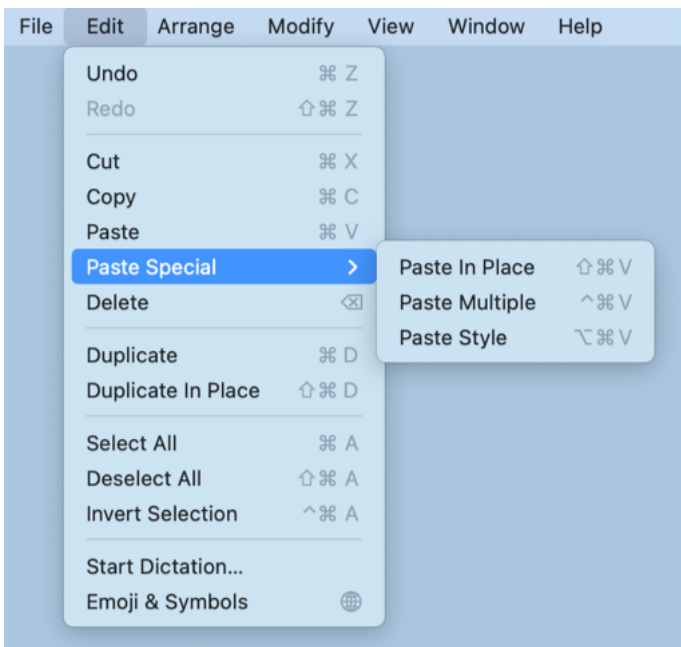 File Edit Arrange Modify View Window Help
Undo ⌘ Z
Redo ⇧⌘ Z
Cut ⌘ X
Copy ⌘ C
Paste ⌘ V
Paste Special >
Delete ⌫
Duplicate ⌘ D
Duplicate In Place ⇧⌘ D
Select All ⌘ A
Deselect All ⇧⌘ A
Invert Selection ^⌘ A
Start Dictation...
Emoji & Symbols
Paste In Place ⇧⌘ V
Paste Multiple ^⌘ V
Paste Style ⌥⌘ V